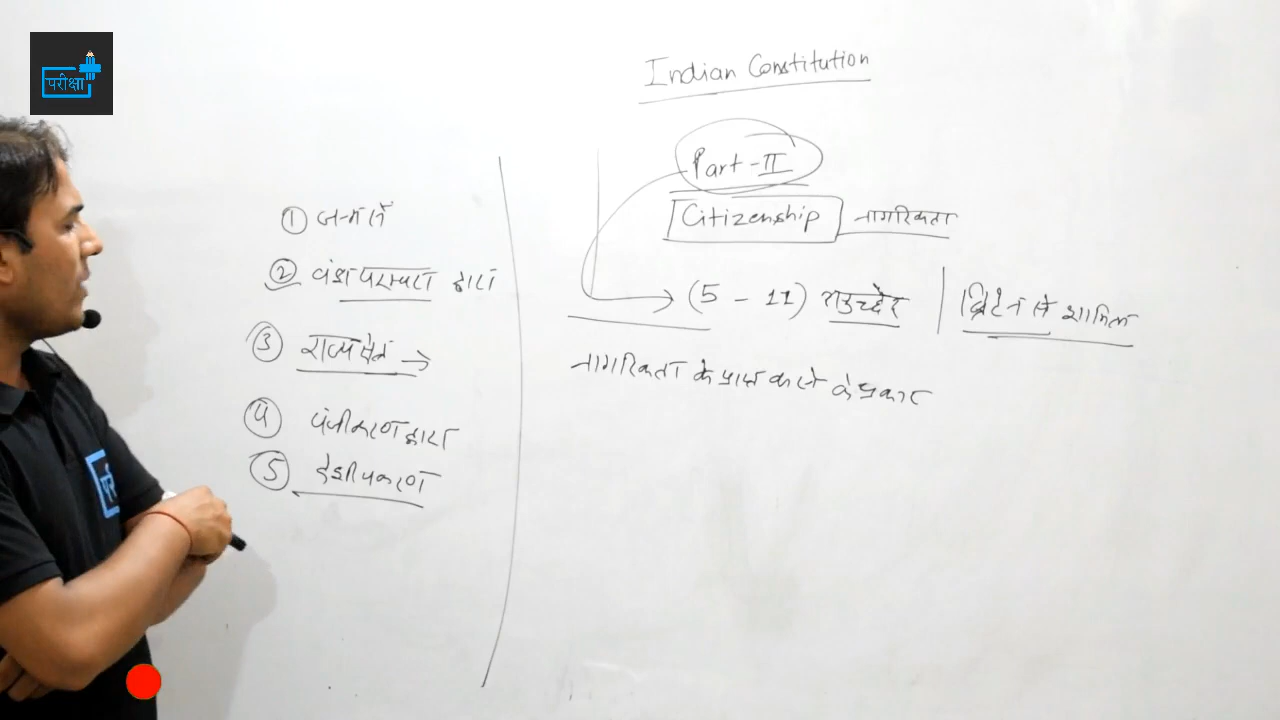 परीक्षा
Indian Constitution
Part-II
Citizenship नागरिकता
(5 - 11) अनुच्छेद | ब्रिटेन से शामिल
नागरिकता के प्राप्त करने के प्रकार
① जन्म से
② वंश परम्परा द्वारा
③ राज्य क्षेत्र →
④ पंजीकरण द्वारा
⑤ देशीयकरण